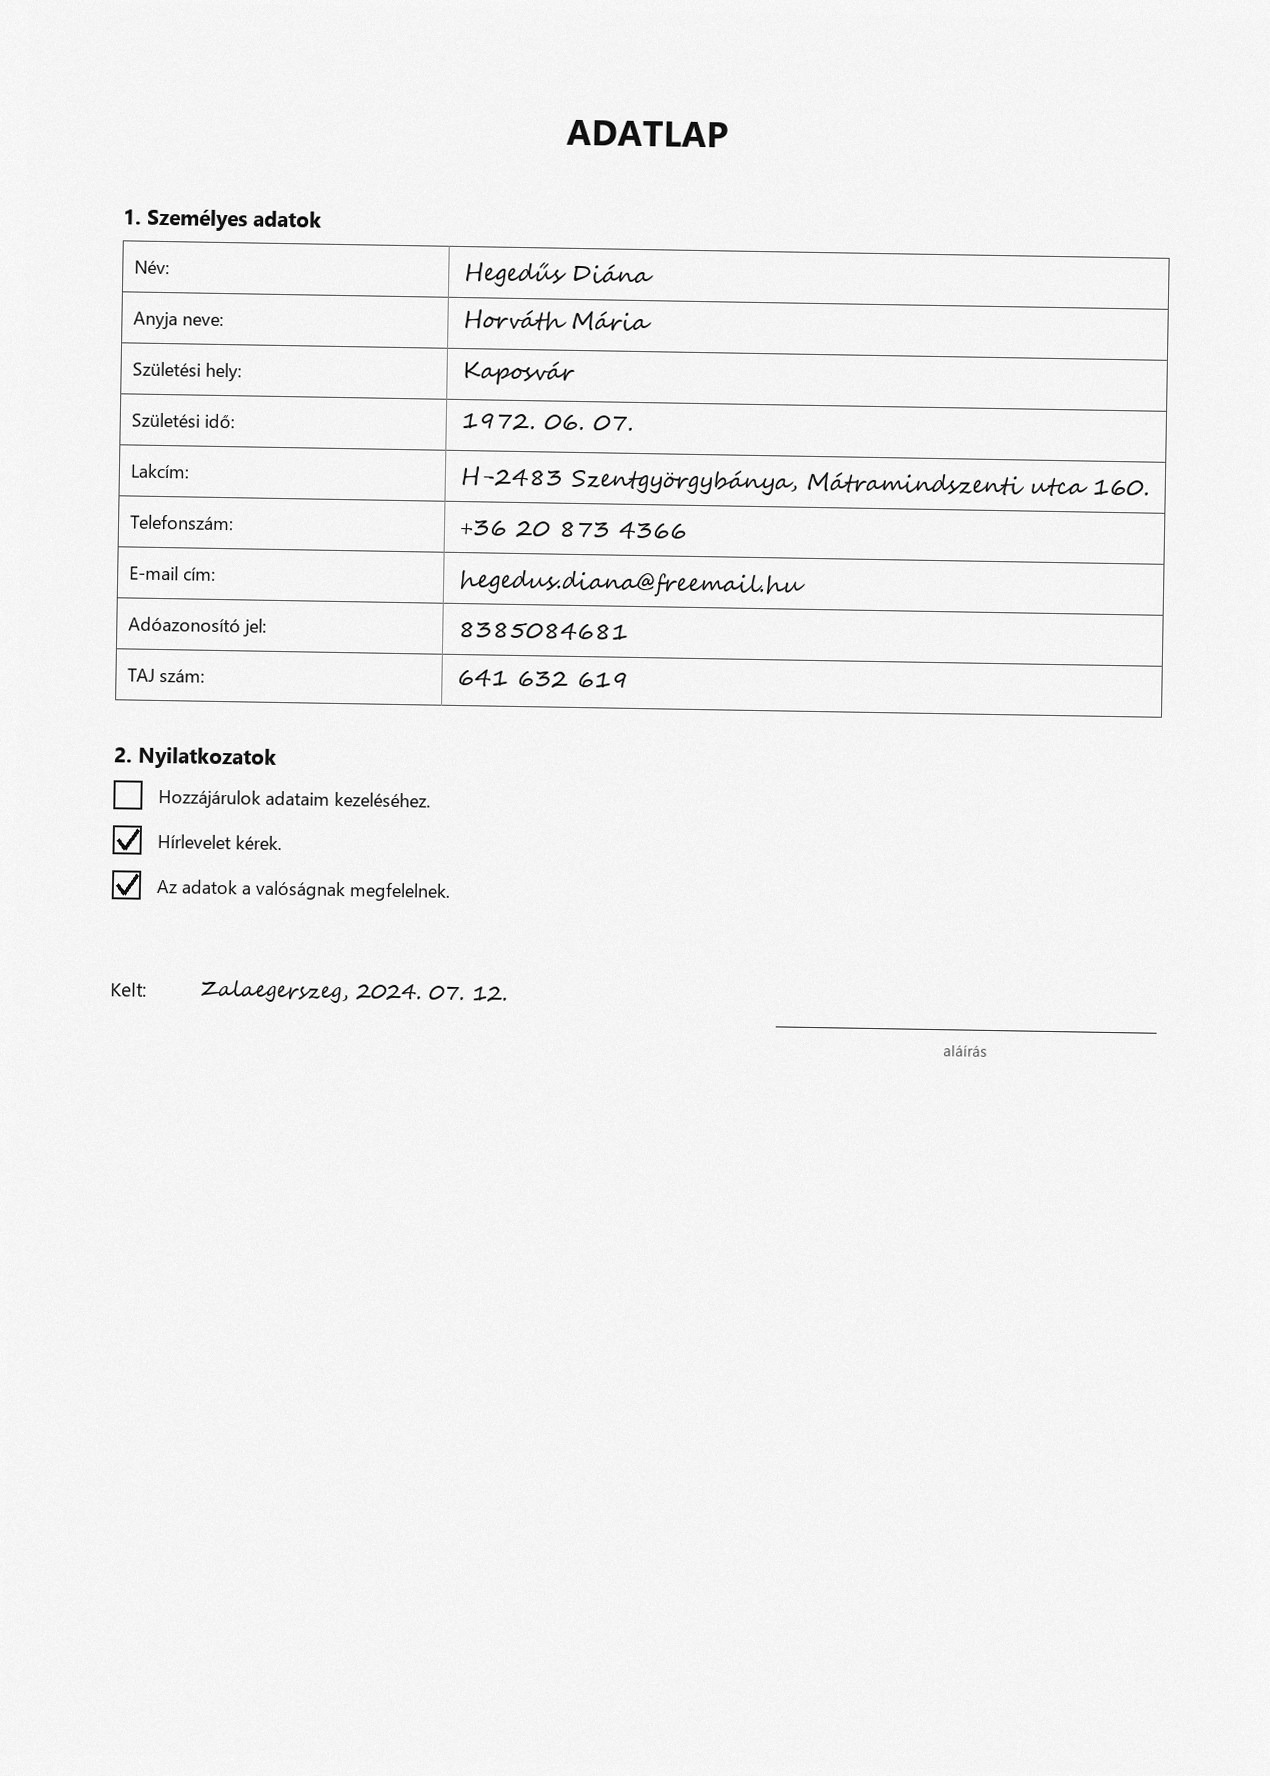 ADATLAP
1. Személyes adatok
Név: Hegedűs Diána
Anyja neve: Horváth Mária
Születési hely: Kaposvár
Születési idő: 1972. 06. 07.
Lakcím: H-2483 Szentgyörgybánya, Mátramindszenti utca 160.
Telefonszám: +36 20 873 4366
E-mail cím: hegedus.diana@freemail.hu
Adóazonosító jel: 8385084681
TAJ szám: 641 632 619
2. Nyilatkozatok
Hozzájárulok adataim kezeléséhez.
Hírlevelet kérek.
Az adatok a valóságnak megfelelnek.
Kelt: Zalaegerszeg, 2024. 07. 12.
aláírás